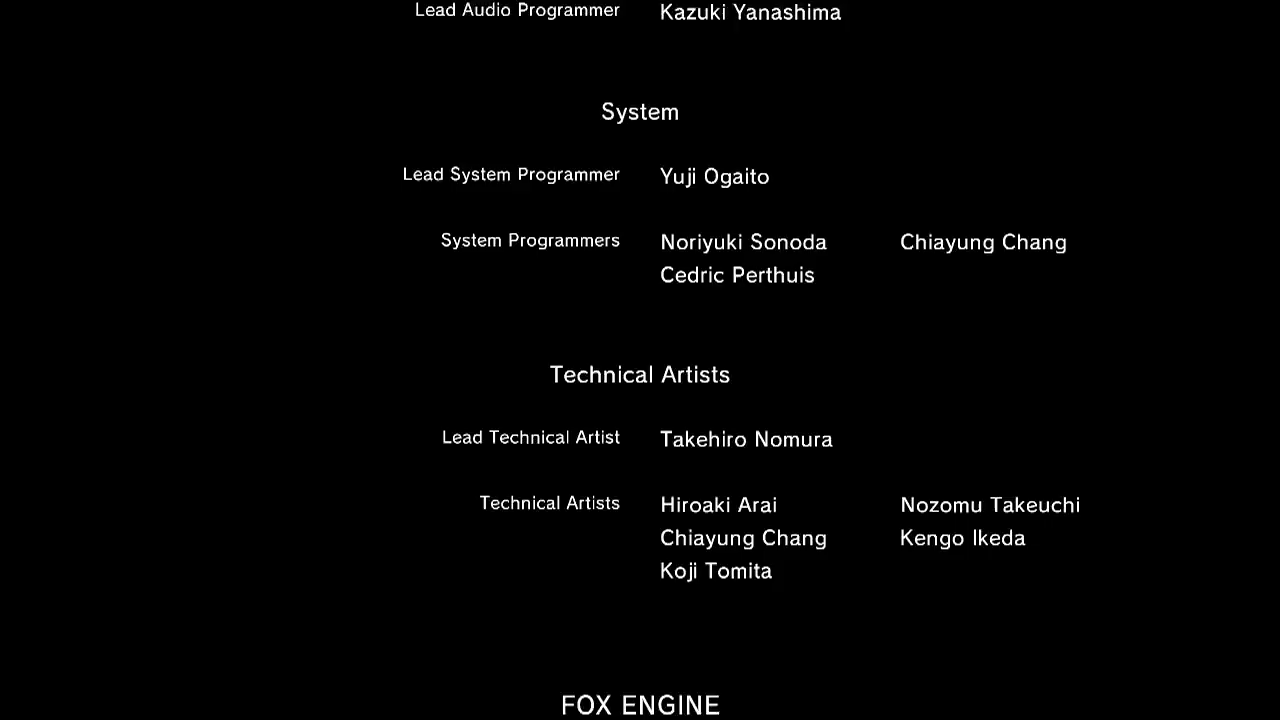 Lead Audio Programmer Kazuki Yanashima
System
Lead System Programmer Yuji Ogaito
System Programmers Noriyuki Sonoda Chiayung Chang
Cedric Perthuis
Technical Artists
Lead Technical Artist Takehiro Nomura
Technical Artists Hiroaki Arai Nozomu Takeuchi
Chiayung Chang Kengo Ikeda
Koji Tomita
FOX ENGINE